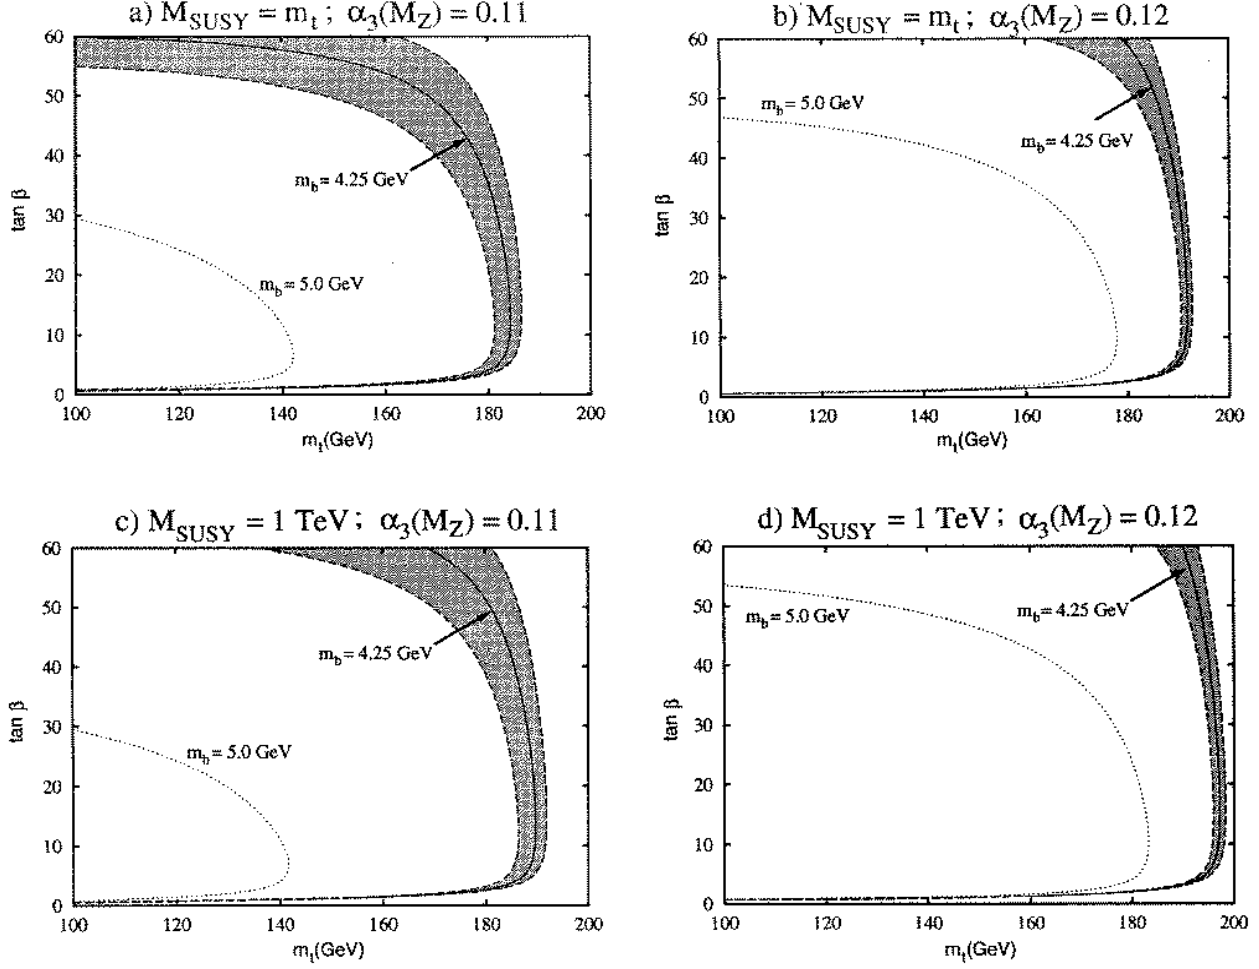 a) M_SUSY = m_t ; α_3(M_Z) = 0.11
tan β
60
50
40
30
20
10
0
m_b = 4.25 GeV
m_b = 5.0 GeV
100 120 140 160 180 200
m_t(GeV)
b) M_SUSY = m_t ; α_3(M_Z) = 0.12
tan β
60
50
40
30
20
10
0
m_b = 5.0 GeV
m_b = 4.25 GeV
100 120 140 160 180 200
m_t(GeV)
c) M_SUSY = 1 TeV ; α_3(M_Z) = 0.11
tan β
60
50
40
30
20
10
0
m_b = 4.25 GeV
m_b = 5.0 GeV
100 120 140 160 180 200
m_t(GeV)
d) M_SUSY = 1 TeV ; α_3(M_Z) = 0.12
tan β
60
50
40
30
20
10
0
m_b = 4.25 GeV
m_b = 5.0 GeV
100 120 140 160 180 200
m_t(GeV)